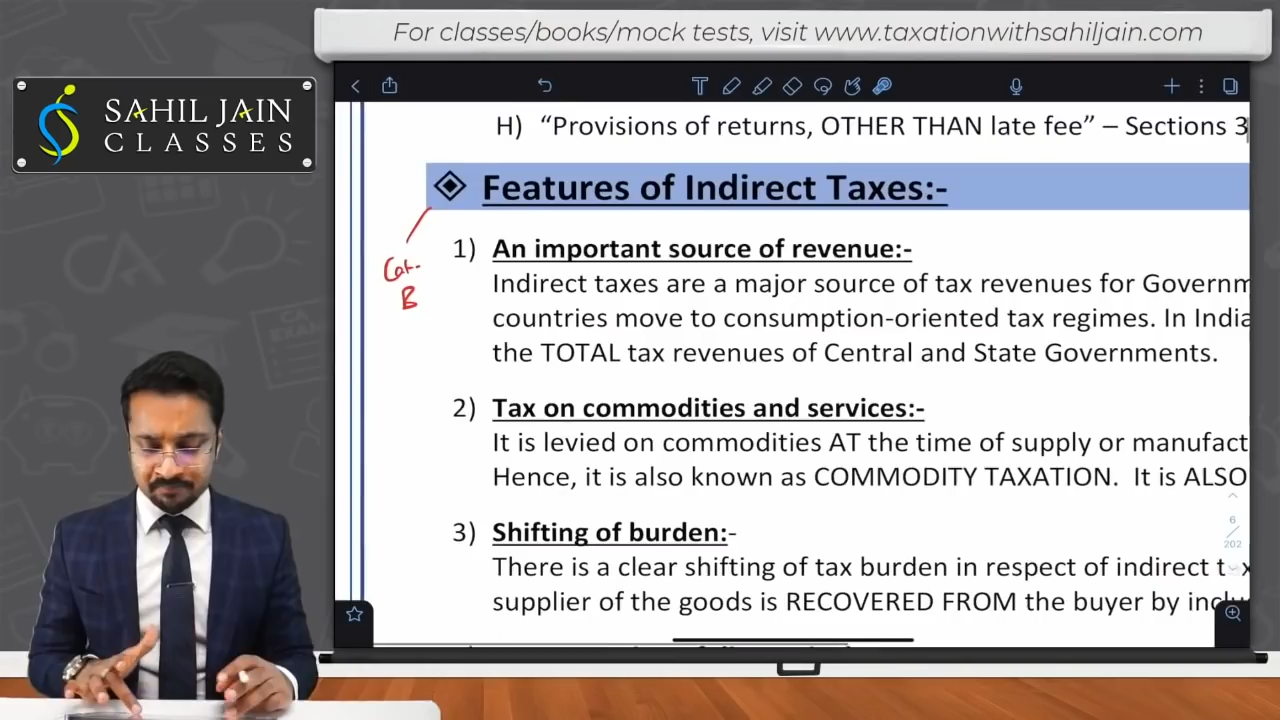 For classes/books/mock tests, visit www.taxationwithsahiljain.com
SAHIL JAIN
CLASSES
H) “Provisions of returns, OTHER THAN late fee” – Sections 3
Features of Indirect Taxes:-
Cat.
B
1) An important source of revenue:-
Indirect taxes are a major source of tax revenues for Governm
countries move to consumption-oriented tax regimes. In India
the TOTAL tax revenues of Central and State Governments.
2) Tax on commodities and services:-
It is levied on commodities AT the time of supply or manufact
Hence, it is also known as COMMODITY TAXATION. It is ALSO
3) Shifting of burden:-
There is a clear shifting of tax burden in respect of indirect
supplier of the goods is RECOVERED FROM the buyer by
6
202